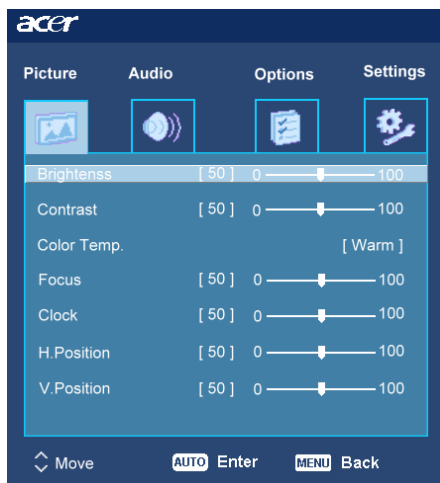 acer
Picture Audio Options Settings
Brightenss [ 50 ] 0 100
Contrast [ 50 ] 0 100
Color Temp. [ Warm ]
Focus [ 50 ] 0 100
Clock [ 50 ] 0 100
H.Position [ 50 ] 0 100
V.Position [ 50 ] 0 100
Move AUTO Enter MENU Back